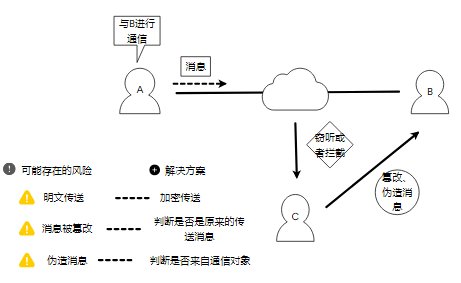 与B进行
通信
消息
A
B
窃听或
者拦截
可能存在的风险
解决方案
篡改、
伪造消
息
明文传送
加密传送
C
消息被篡改
判断是否是原来的传
送消息
伪造消息
判断是否来自通信对象